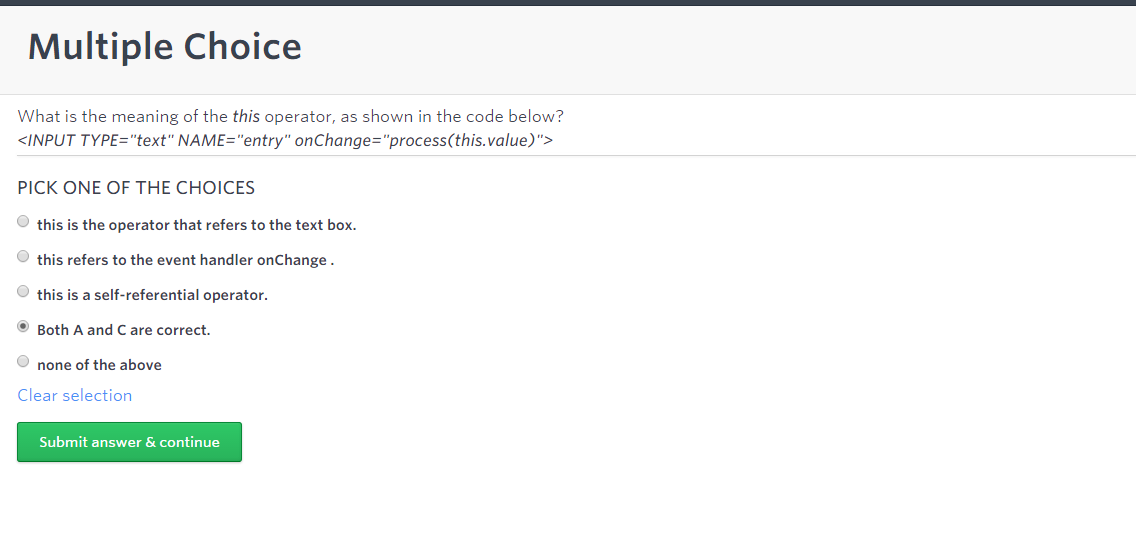 Multiple Choice
What is the meaning of the this operator, as shown in the code below?
<INPUT TYPE="text" NAME="entry" onChange="process(this.value)">
PICK ONE OF THE CHOICES
this is the operator that refers to the text box.
this refers to the event handler onChange .
this is a self-referential operator.
Both A and C are correct.
none of the above
Clear selection
Submit answer & continue